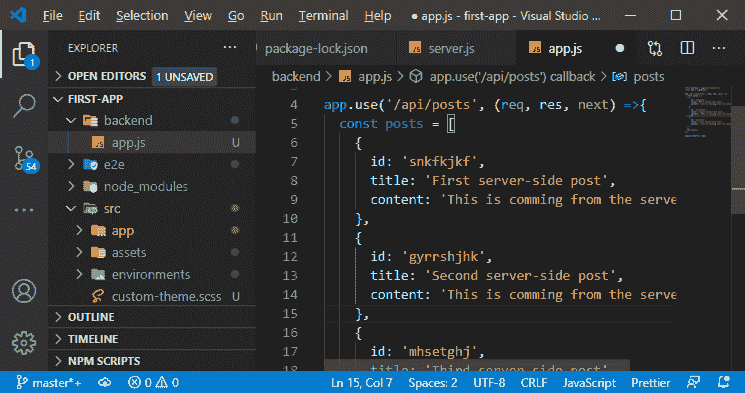 File Edit Selection View Go Run Terminal Help ● app.js - first-app - Visual Studio ...
EXPLORER
OPEN EDITORS 1 UNSAVED
FIRST-APP
backend
app.js U
e2e
node_modules
src
app
assets
environments
custom-theme.scss U
OUTLINE
TIMELINE
NPM SCRIPTS
1
54
package-lock.json server.js app.js
backend > app.js > app.use('/api/posts') callback > posts
4 app.use('/api/posts', (req, res, next) =>{
5 const posts = [
6 {
7 id: 'snkfkjkf',
8 title: 'First server-side post',
9 content: 'This is comming from the serve
10 },
11 {
12 id: 'gyrrshjhk',
13 title: 'Second server-side post',
14 content: 'This is comming from the serve
15 },
16 {
17 id: 'mhsetghj',
18 title: 'Third server-side post'
master*+ 0 0 Ln 15, Col 7 Spaces: 2 UTF-8 CRLF JavaScript Prettier